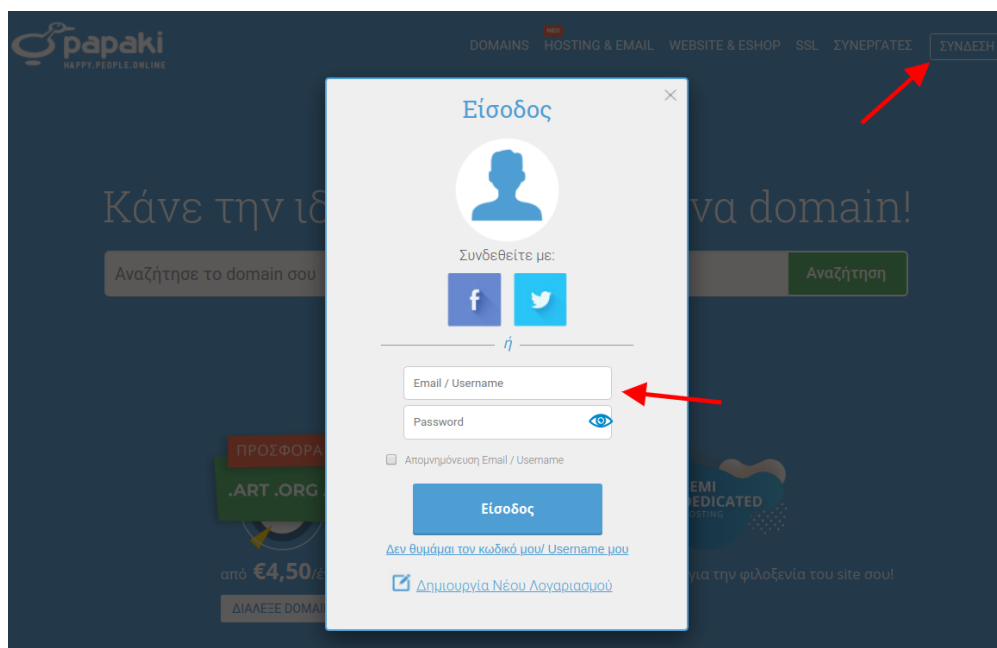 papaki
HAPPY.PEOPLE.ONLINE
DOMAINS
ΝΕΟ
HOSTING & EMAIL
WEBSITE & ESHOP
SSL
ΣΥΝΕΡΓΑΤΕΣ
ΣΥΝΔΕΣΗ
Κάνε την ιδ
να domain!
Αναζήτησε το domain σου
Αναζήτηση
Είσοδος
Συνδεθείτε με:
f
ή
Email / Username
Password
Απομνημόνευση Email / Username
Είσοδος
Δεν θυμάμαι τον κωδικό μου/ Username μου
Δημιουργία Νέου Λογαριασμού
ΠΡΟΣΦΟΡΑ
.ART .ORG
από €4,50/έ
ΔΙΑΛΕΞΕ DOMAI
EMI
DEDICATED
HOSTING
για την φιλοξενία του site σου!